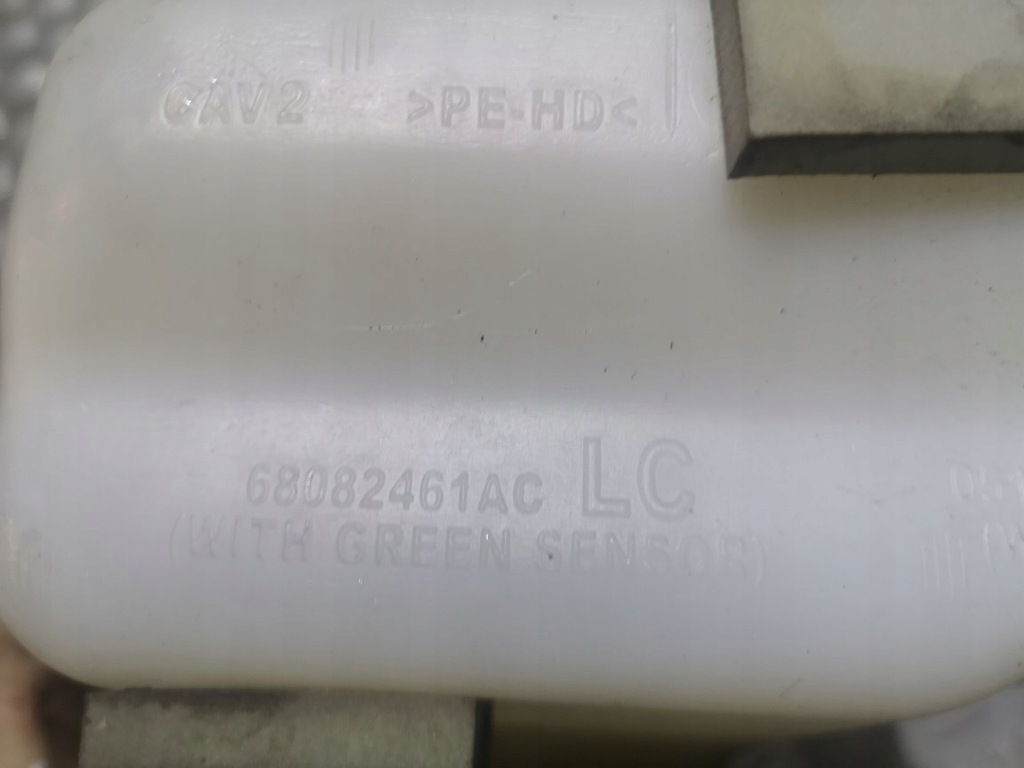 CAV2 >PE-HD<
68082461AC LC
(WITH GREEN SENSOR)